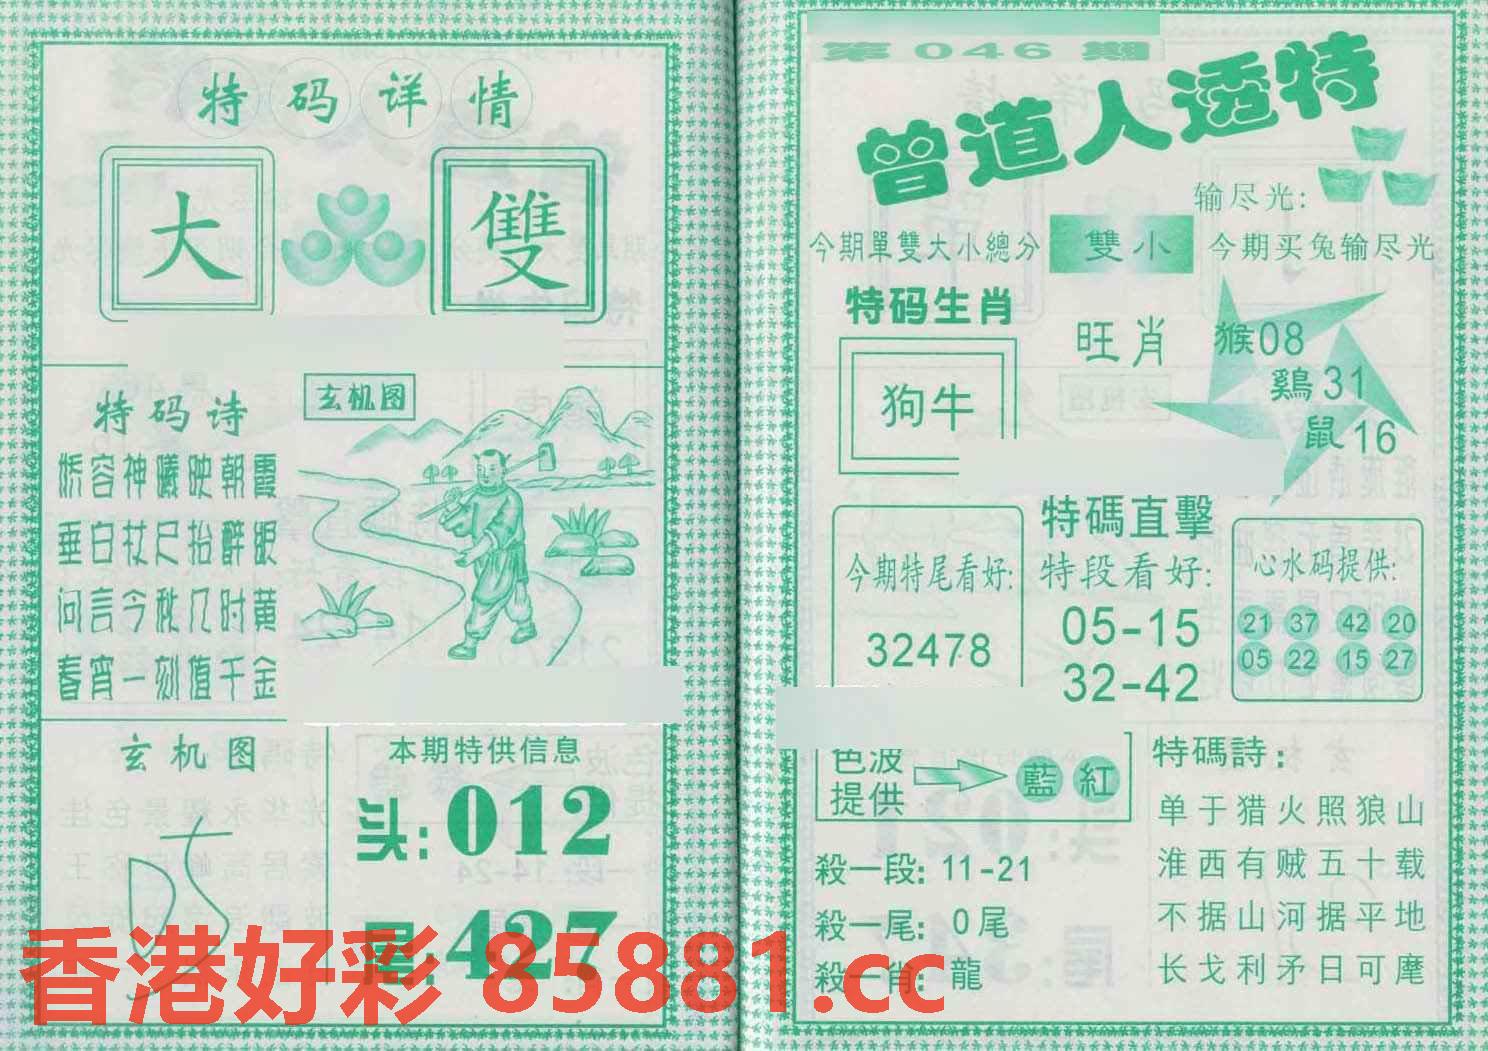 特码详情
大 雙
特码诗
娇容神曦映朝霞
垂白杖尺抬醉眼
问言今秋几时黄
春宵一刻值千金
玄机图
玄机图
本期特供信息
头:012
尾:427
第046期
曾道人透特
输尽光:
今期單雙大小總分 雙小 今期买兔输尽光
特码生肖
狗牛
旺肖
猴08
鷄31
鼠16
特碼直擊
今期特尾看好:
32478
特段看好:
05-15
32-42
心水码提供:
21 37 42 20
05 22 15 27
色波
提供
藍 紅
殺一段: 11-21
殺一尾: 0尾
殺一肖: 龍
特碼詩:
单于猎火照狼山
淮西有贼五十载
不据山河据平地
长戈利矛日可麾
香港好彩 85881.cc